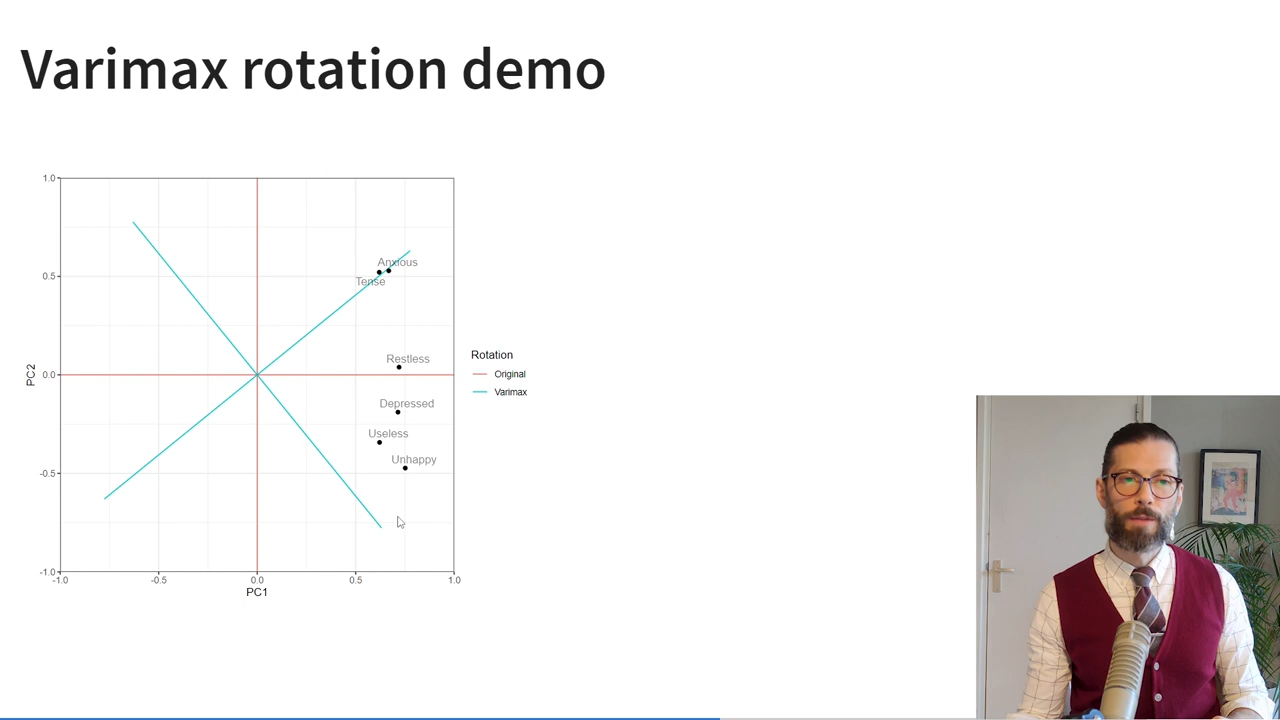 Varimax rotation demo
1.0
0.5
0.0
-0.5
-1.0
PC2
Anxious
Tense
Restless
Depressed
Useless
Unhappy
-1.0
-0.5
0.0
0.5
1.0
PC1
Rotation
Original
Varimax